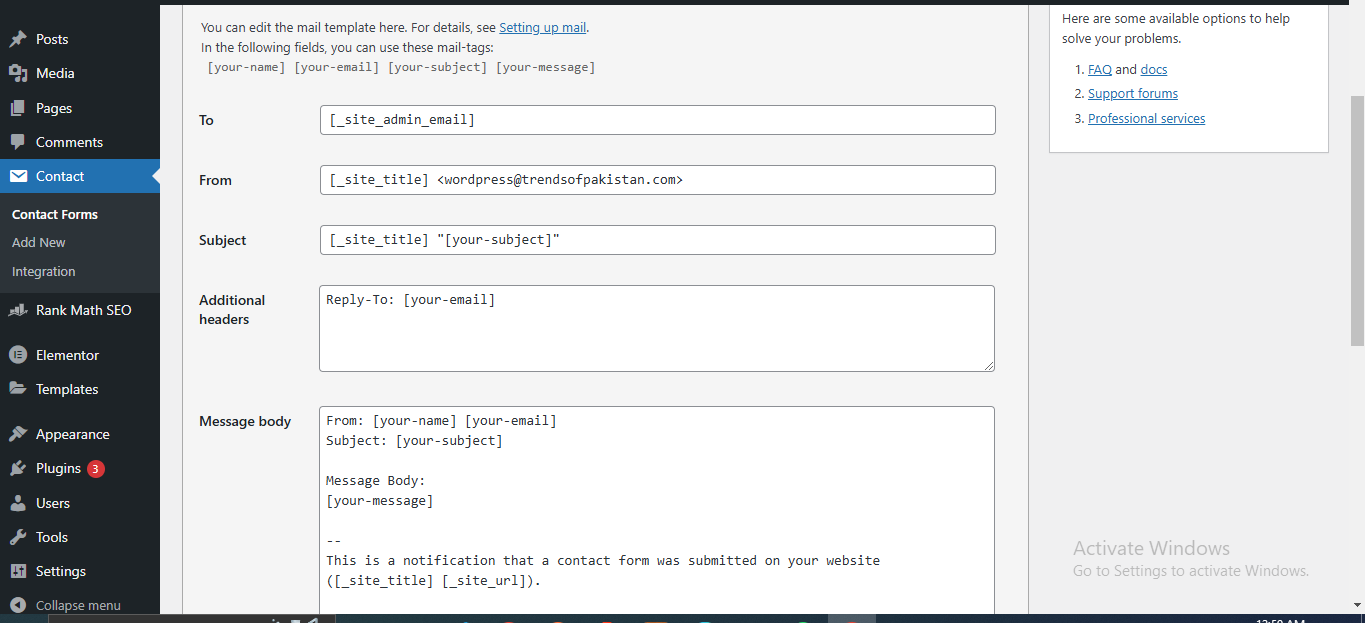 Posts
Media
Pages
Comments
Contact
Contact Forms
Add New
Integration
Rank Math SEO
Elementor
Templates
Appearance
Plugins 3
Users
Tools
Settings
Collapse menu
You can edit the mail template here. For details, see Setting up mail.
In the following fields, you can use these mail-tags:
[your-name] [your-email] [your-subject] [your-message]
To
[_site_admin_email]
From
[_site_title] <wordpress@trendsofpakistan.com>
Subject
[_site_title] "[your-subject]"
Additional
headers
Reply-To: [your-email]
Message body
From: [your-name] [your-email]
Subject: [your-subject]
Message Body:
[your-message]
--
This is a notification that a contact form was submitted on your website
([_site_title] [_site_url]).
Here are some available options to help
solve your problems.
1. FAQ and docs
2. Support forums
3. Professional services
Activate Windows
Go to Settings to activate Windows.